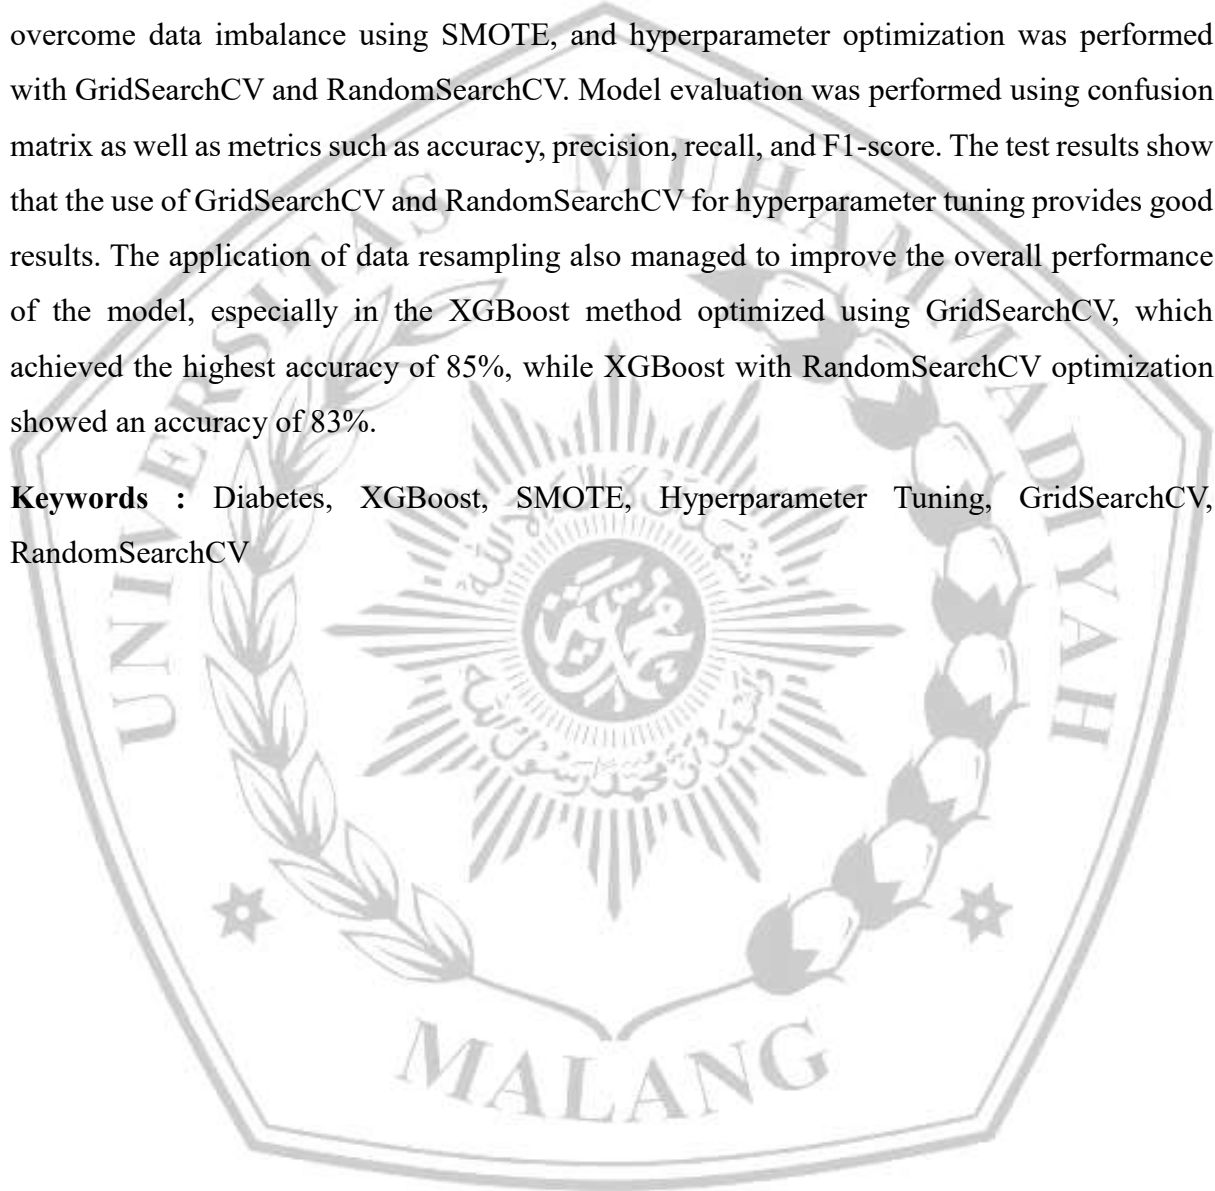 overcome data imbalance using SMOTE, and hyperparameter optimization was performed
with GridSearchCV and RandomSearchCV. Model evaluation was performed using confusion
matrix as well as metrics such as accuracy, precision, recall, and F1-score. The test results show
that the use of GridSearchCV and RandomSearchCV for hyperparameter tuning provides good
results. The application of data resampling also managed to improve the overall performance
of the model, especially in the XGBoost method optimized using GridSearchCV, which
achieved the highest accuracy of 85%, while XGBoost with RandomSearchCV optimization
showed an accuracy of 83%.
Keywords : Diabetes, XGBoost, SMOTE, Hyperparameter Tuning, GridSearchCV,
RandomSearchCV
UNIVERSITAS MUHAMMADIYAH
MALANG